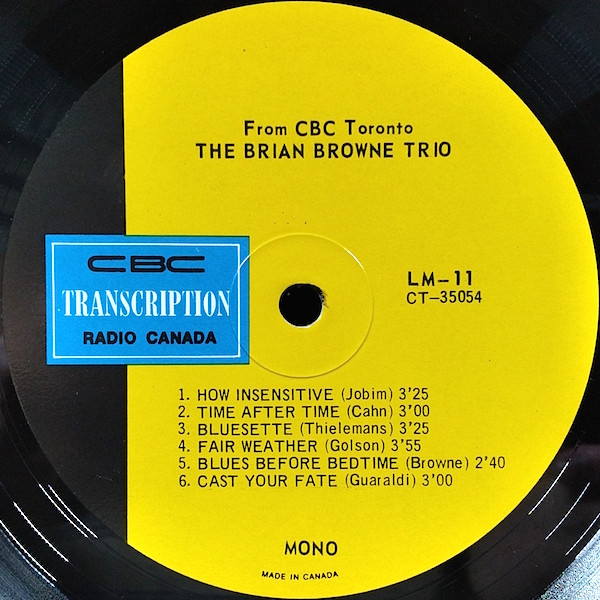 From CBC Toronto
THE BRIAN BROWNE TRIO
CBC
TRANSCRIPTION
RADIO CANADA
LM-11
CT-35054
1. HOW INSENSITIVE (Jobim) 3'25
2. TIME AFTER TIME (Cahn) 3'00
3. BLUESETTE (Thielemans) 3'25
4. FAIR WEATHER (Golson) 3'55
5. BLUES BEFORE BEDTIME (Browne) 2'40
6. CAST YOUR FATE (Guaraldi) 3'00
MONO
MADE IN CANADA